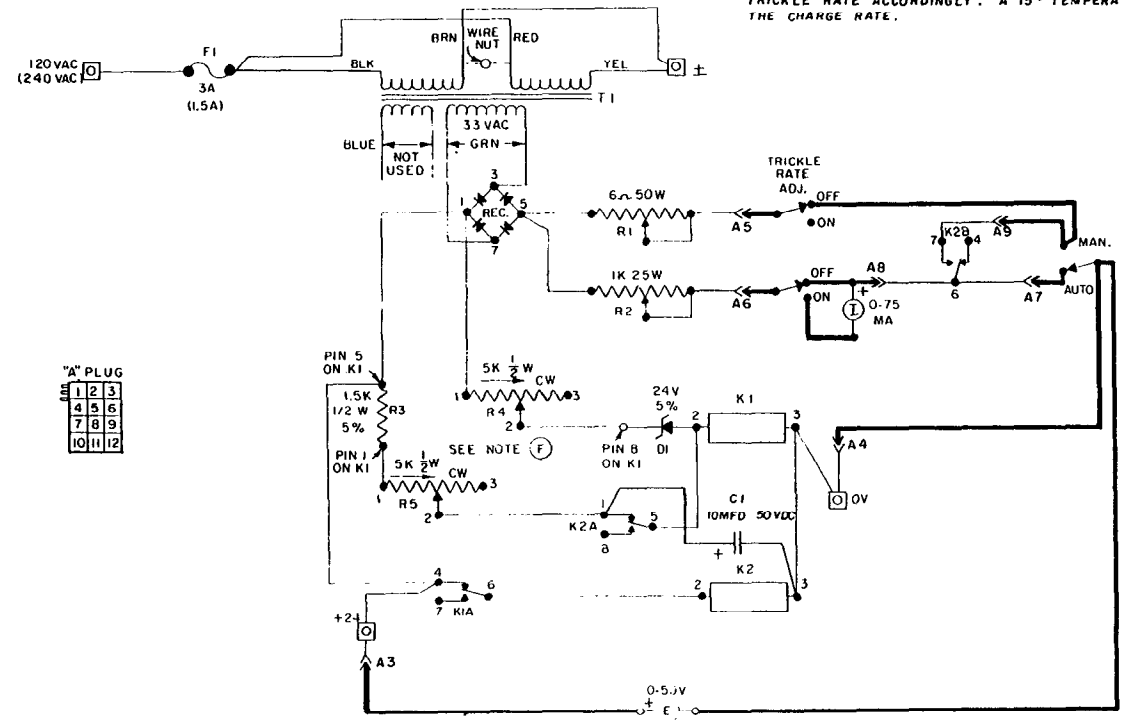 TRICKLE RATE ACCORDINGLY. A 15° TEMPERA
THE CHARGE RATE.
BRN
WIRE NUT
RED
120 VAC
(240 VAC)
F1
3A
(1.5A)
BLK
YEL
±
T1
33 VAC
BLUE
NOT USED
GRN
3
1
REC.
5
7
6Ω 50W
R1
A5
TRICKLE
RATE
ADJ.
OFF
ON
K2B
7
4
A9
MAN.
1K 25W
R2
A6
OFF
ON
+
A8
6
A7
AUTO
I
0-75
MA
"A" PLUG
1 2 3
4 5 6
7 8 9
10 11 12
PIN 5
ON K1
1.5K
1/2 W
5%
R3
PIN 1
ON K1
5K 1/2 W
CW
1
R4
3
2
SEE NOTE F
PIN 8
ON K1
24V
5%
D1
2
K1
3
A4
0V
5K 1/2 W
CW
1
R5
3
2
1
K2A
5
8
C1
10MFD 50VDC
+
K2
2
3
4
6
7
K1A
A3
+
E